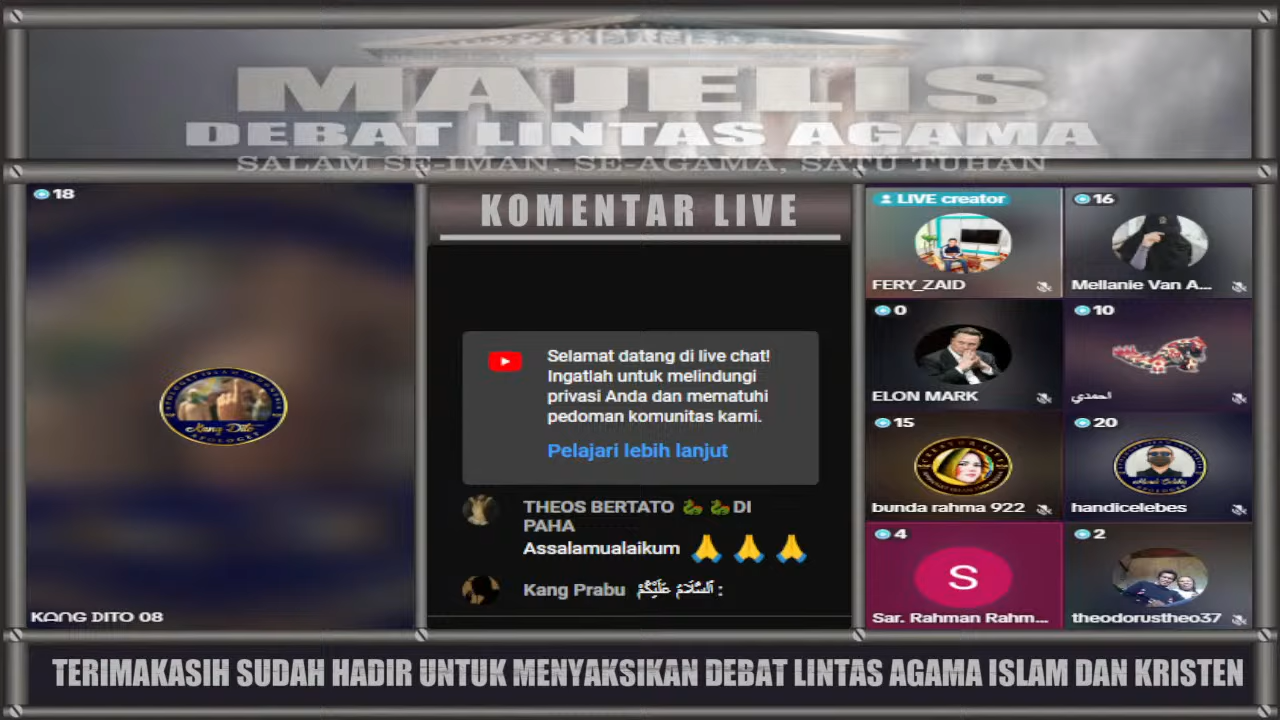 MAJELIS
DEBAT LINTAS AGAMA
SALAM SE-IMAN, SE-AGAMA, SATU TUHAN
18
Kang Dito
APOLOGET
KANG DITO 08
KOMENTAR LIVE
Selamat datang di live chat!
Ingatlah untuk melindungi
privasi Anda dan mematuhi
pedoman komunitas kami.
Pelajari lebih lanjut
THEOS BERTATO 🐉 🐉DI
PAHA
Assalamualaikum 🙏 🙏 🙏
Kang Prabu اَلسَّلَامُ عَلَيْكُمْ :
LIVE creator
FERY_ZAID
16
Mellanie Van A...
0
ELON MARK
10
احمدي
15
bunda rahma 922
20
handicelebes
4
S
Sar. Rahman Rahm...
2
theodorustheo37
TERIMAKASIH SUDAH HADIR UNTUK MENYAKSIKAN DEBAT LINTAS AGAMA ISLAM DAN KRISTEN